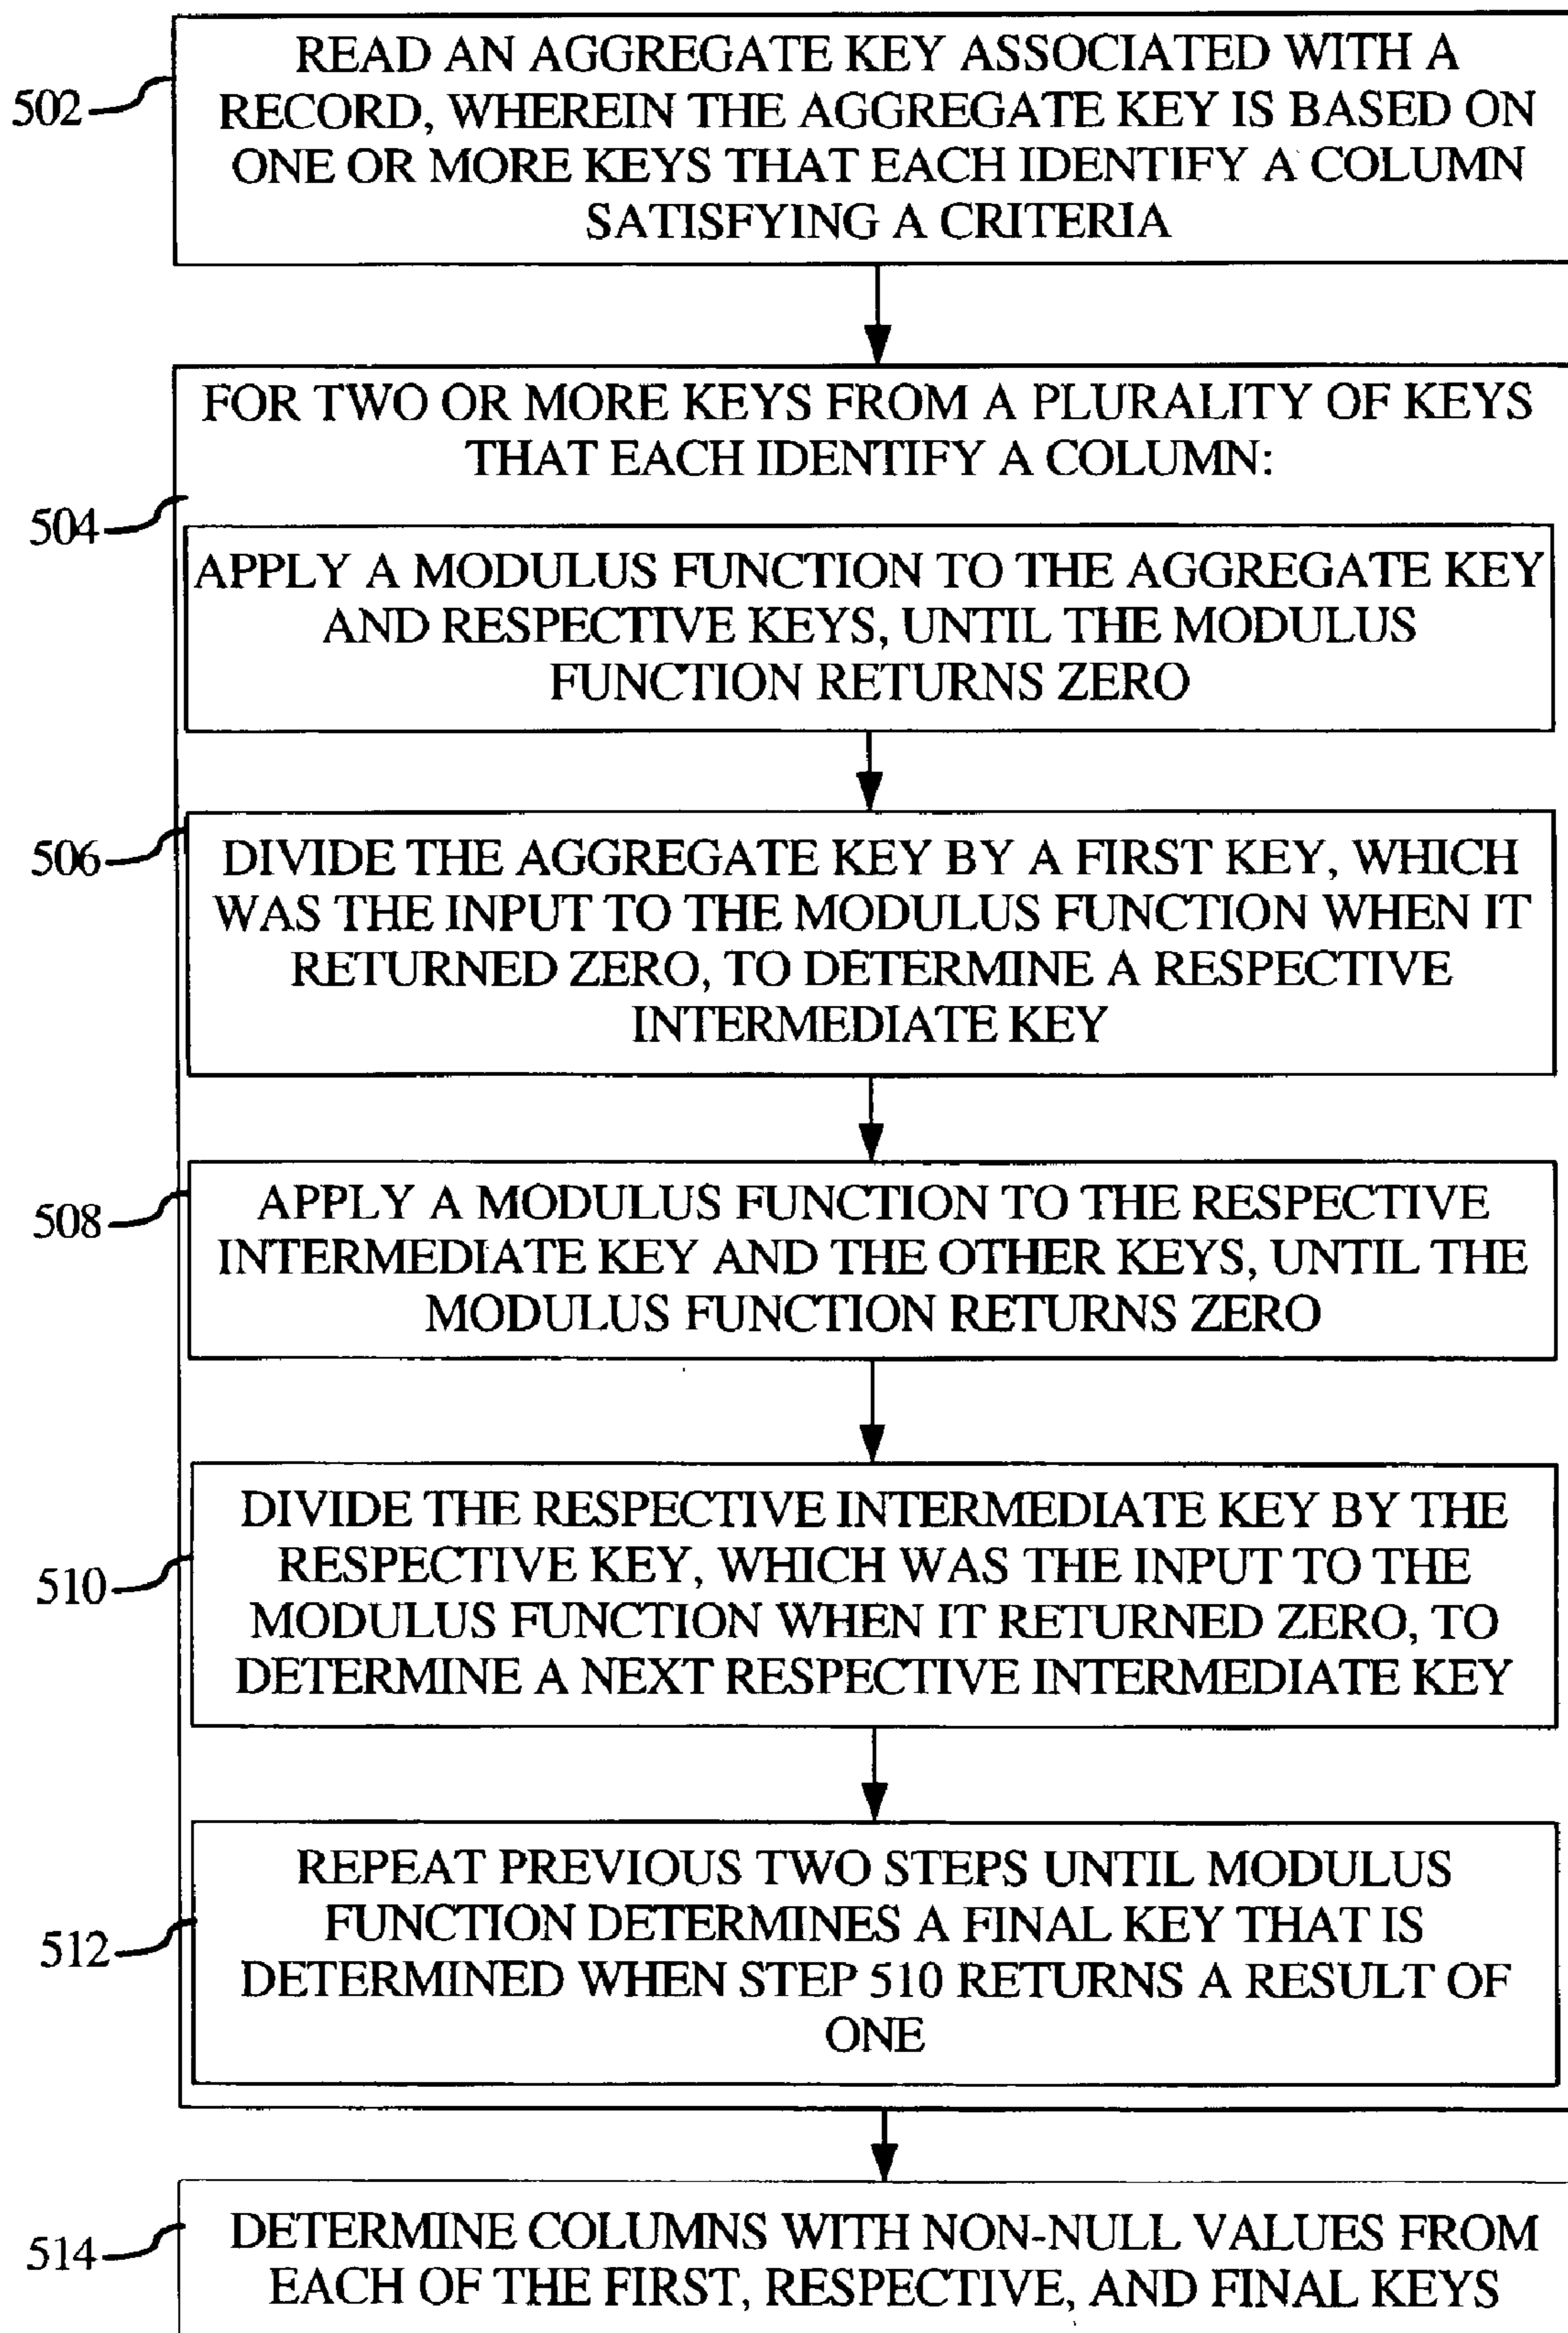 READ AN AGGREGATE KEY ASSOCIATED WITH A
502
RECORD, WHEREIN THE AGGREGATE KEY IS BASED ON
ONE OR MORE KEYS THAT EACH IDENTIFY A COLUMN
SATISFYING A CRITERIA
FOR TWO OR MORE KEYS FROM A PLURALITY OF KEYS
THAT EACH IDENTIFY A COLUMN:
504
APPLY A MODULUS FUNCTION TO THE AGGREGATE KEY
AND RESPECTIVE KEYS, UNTIL THE MODULUS
FUNCTION RETURNS ZERO
506
DIVIDE THE AGGREGATE KEY BY A FIRST KEY, WHICH
WAS THE INPUT TO THE MODULUS FUNCTION WHEN IT
RETURNED ZERO, TO DETERMINE A RESPECTIVE
INTERMEDIATE KEY
508
APPLY A MODULUS FUNCTION TO THE RESPECTIVE
INTERMEDIATE KEY AND THE OTHER KEYS, UNTIL THE
MODULUS FUNCTION RETURNS ZERO
DIVIDE THE RESPECTIVE INTERMEDIATE KEY BY THE
510
RESPECTIVE KEY, WHICH WAS THE INPUT TO THE
MODULUS FUNCTION WHEN IT RETURNED ZERO, TO
DETERMINE A NEXT RESPECTIVE INTERMEDIATE KEY
REPEAT PREVIOUS TWO STEPS UNTIL MODULUS
512
FUNCTION DETERMINES A FINAL KEY THAT IS
DETERMINED WHEN STEP 510 RETURNS A RESULT OF
ONE
514
DETERMINE COLUMNS WITH NON-NULL VALUES FROM
EACH OF THE FIRST, RESPECTIVE, AND FINAL KEYS